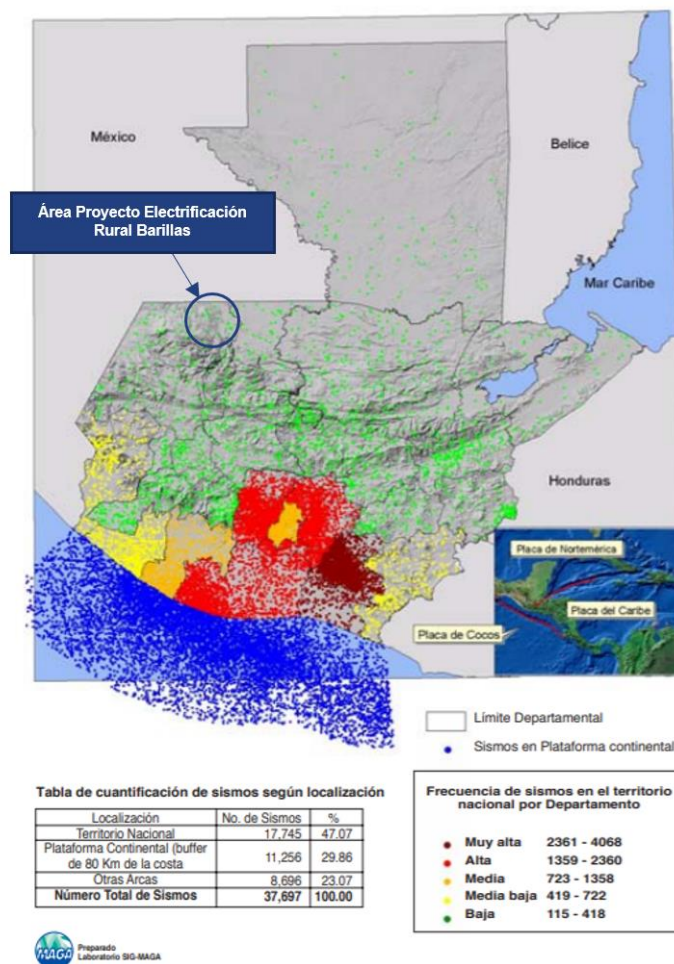 México
Belice
Área Proyecto Electrificación
Rural Barillas
Mar Caribe
Honduras
Placa de Nortemérica
Placa del Caribe
Placa de Cocos
Límite Departamental
Sismos en Plataforma continental
Tabla de cuantificación de sismos según localización
Localización No. de Sismos %
Territorio Nacional 17,745 47.07
Plataforma Continental (buffer
de 80 Km de la costa 11,256 29.86
Otras Arcas 8,696 23.07
Número Total de Sismos 37,697 100.00
Frecuencia de sismos en el territorio
nacional por Departamento
Muy alta 2361 - 4068
Alta 1359 - 2360
Media 723 - 1358
Media baja 419 - 722
Baja 115 - 418
MAGA
Preparado
Laboratorio SIG-MAGA